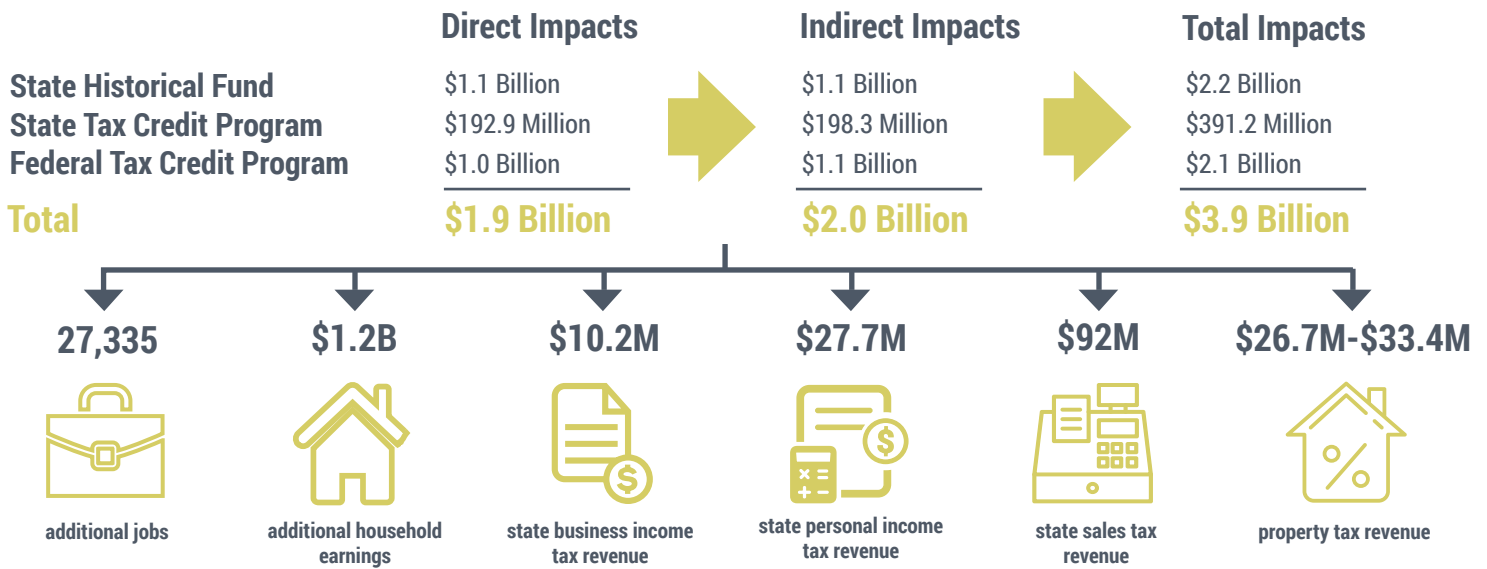 Direct Impacts Indirect Impacts Total Impacts
State Historical Fund $1.1 Billion $1.1 Billion $2.2 Billion
State Tax Credit Program $192.9 Million $198.3 Million $391.2 Million
Federal Tax Credit Program $1.0 Billion $1.1 Billion $2.1 Billion
Total $1.9 Billion $2.0 Billion $3.9 Billion
27,335 $1.2B $10.2M $27.7M $92M $26.7M-$33.4M
additional jobs
additional household
earnings
state business income
tax revenue
state personal income
tax revenue
state sales tax
revenue
property tax revenue